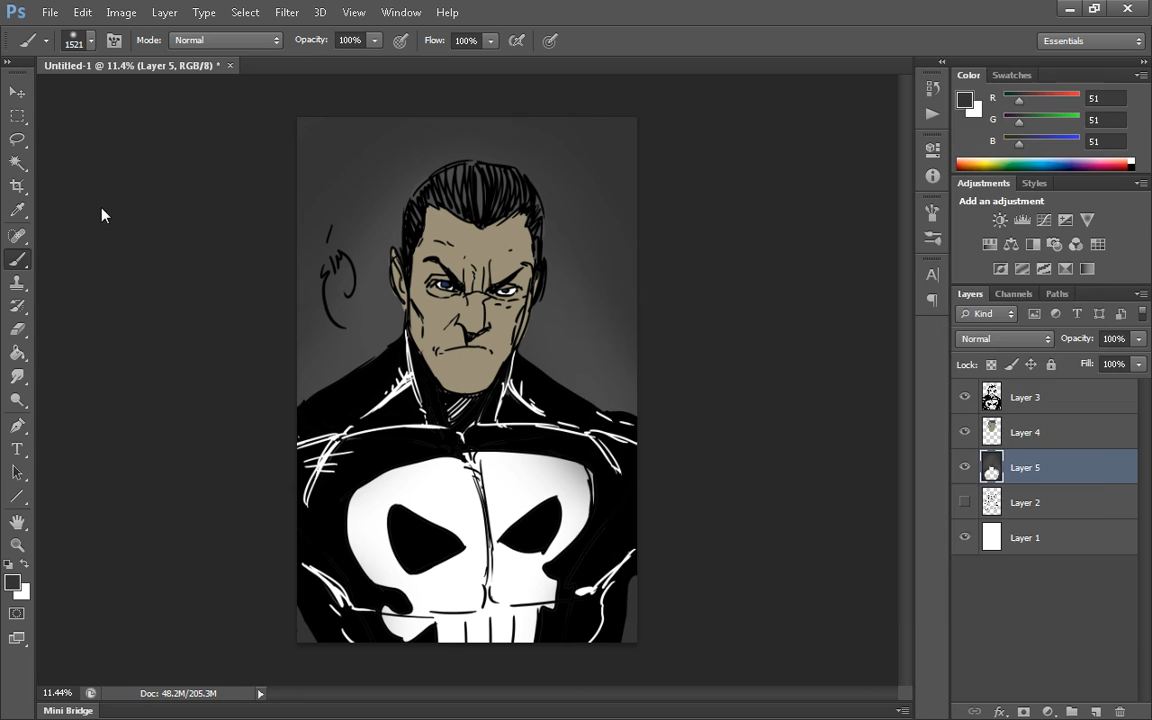 Ps File Edit Image Layer Type Select Filter 3D View Window Help
1521 Mode: Normal Opacity: 100% Flow: 100% Essentials
Untitled-1 @ 11.4% (Layer 5, RGB/8) * ×
Color Swatches
R 51
G 51
B 51
Adjustments Styles
Add an adjustment
Layers Channels Paths
Kind
Normal Opacity: 100%
Lock: Fill: 100%
Layer 3
Layer 4
Layer 5
Layer 2
Layer 1
11.44% Doc: 48.2M/205.3M
Mini Bridge
fx